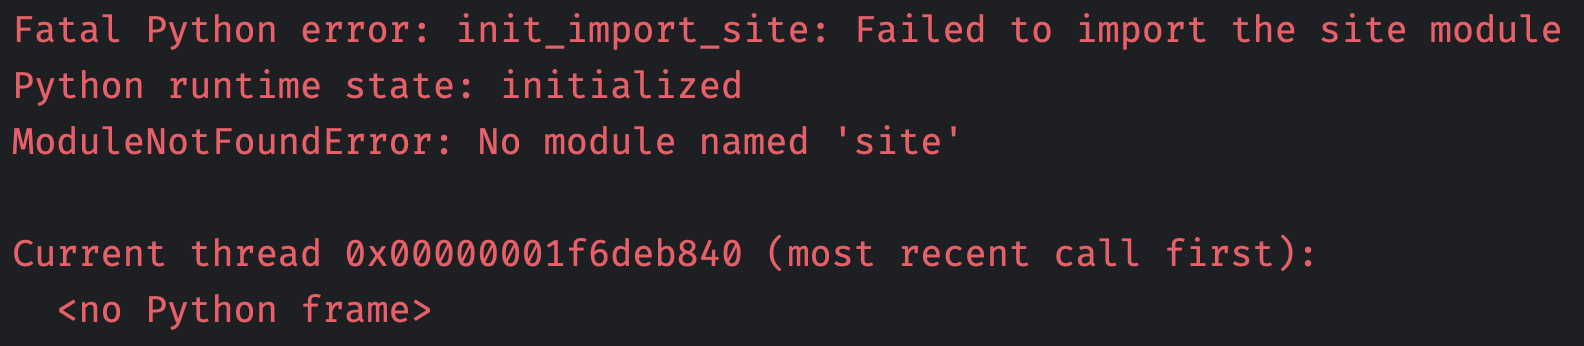 Fatal Python error: init_import_site: Failed to import the site module
Python runtime state: initialized
ModuleNotFoundError: No module named 'site'

Current thread 0x00000001f6deb840 (most recent call first):
  <no Python frame>